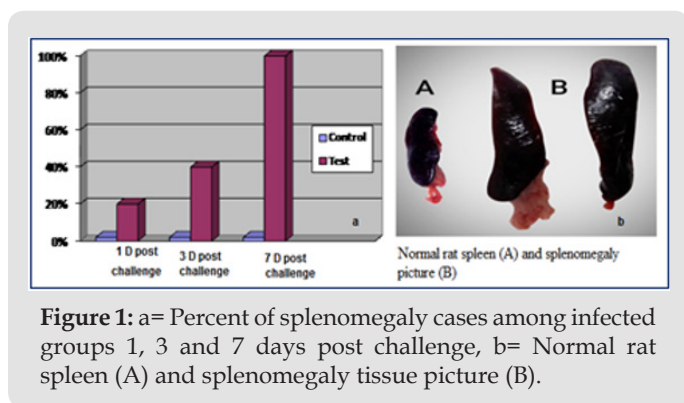 100%
80%
60%
40%
20%
0%
Control
Test
a
1 D post
challenge
3 D post
challenge
7 D post
challenge
A
B
b
Normal rat spleen (A) and splenomegaly
picture (B)
Figure 1: a= Percent of splenomegaly cases among infected
groups 1, 3 and 7 days post challenge, b= Normal rat
spleen (A) and splenomegaly tissue picture (B).